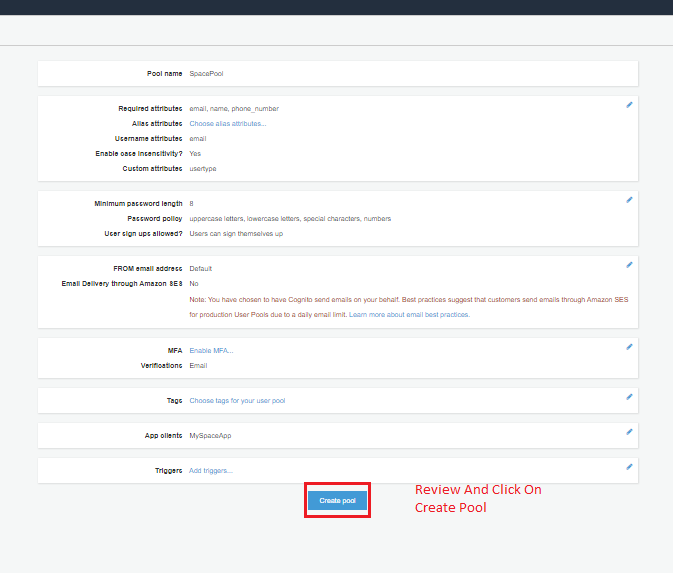 Pool name SpacePool
Required attributes email, name, phone_number
Alias attributes Choose alias attributes...
Username attributes email
Enable case insensitivity? Yes
Custom attributes usertype
Minimum password length 8
Password policy uppercase letters, lowercase letters, special characters, numbers
User sign ups allowed? Users can sign themselves up
FROM email address Default
Email Delivery through Amazon SES No
Note: You have chosen to have Cognito send emails on your behalf. Best practices suggest that customers send emails through Amazon SES
for production User Pools due to a daily email limit. Learn more about email best practices.
MFA Enable MFA...
Verifications Email
Tags Choose tags for your user pool
App clients MySpaceApp
Triggers Add triggers...
Create pool
Review And Click On
Create Pool